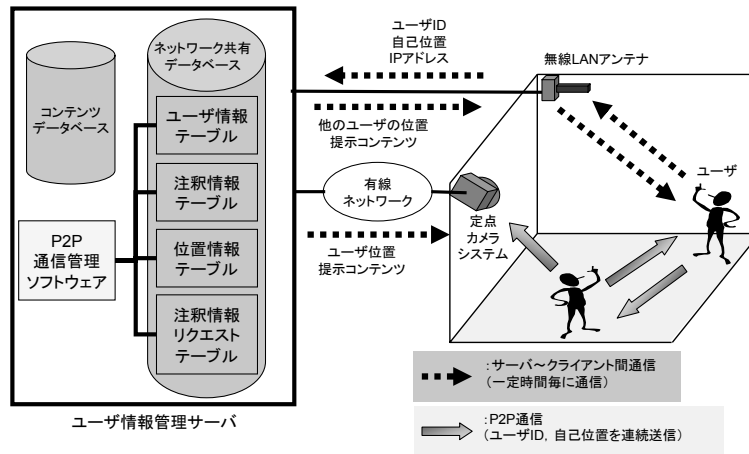 ネットワーク共有
データベース
コンテンツ
データベース
ユーザ情報
テーブル
注釈情報
テーブル
位置情報
テーブル
注釈情報
リクエスト
テーブル
P2P
通信管理
ソフトウェア
ユーザ情報管理サーバ
ユーザID
自己位置
IPアドレス
他のユーザの位置
提示コンテンツ
有線
ネットワーク
ユーザ位置
提示コンテンツ
無線LANアンテナ
ユーザ
定点
カメラ
システム
:サーバ～クライアント間通信
(一定時間毎に通信)
:P2P通信
(ユーザID, 自己位置を連続送信)